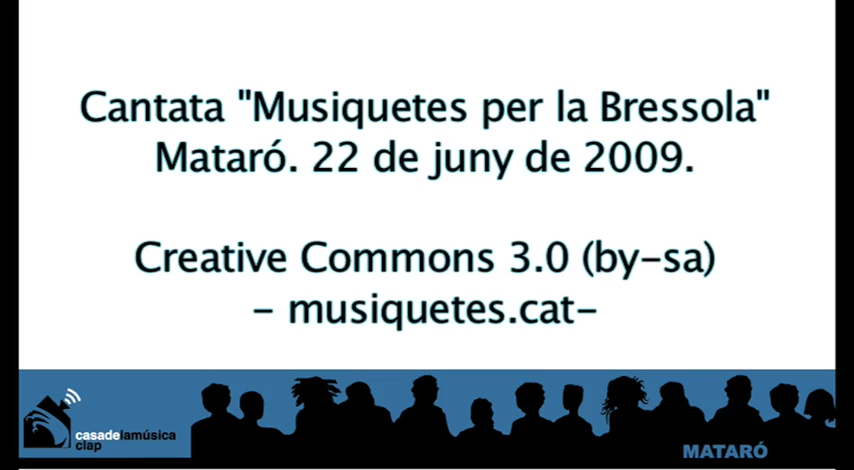 Cantata "Musiquetes per la Bressola"
Mataró. 22 de juny de 2009.
Creative Commons 3.0 (by-sa)
- musiquetes.cat-
casadelamúsica
clap
MATARÓ